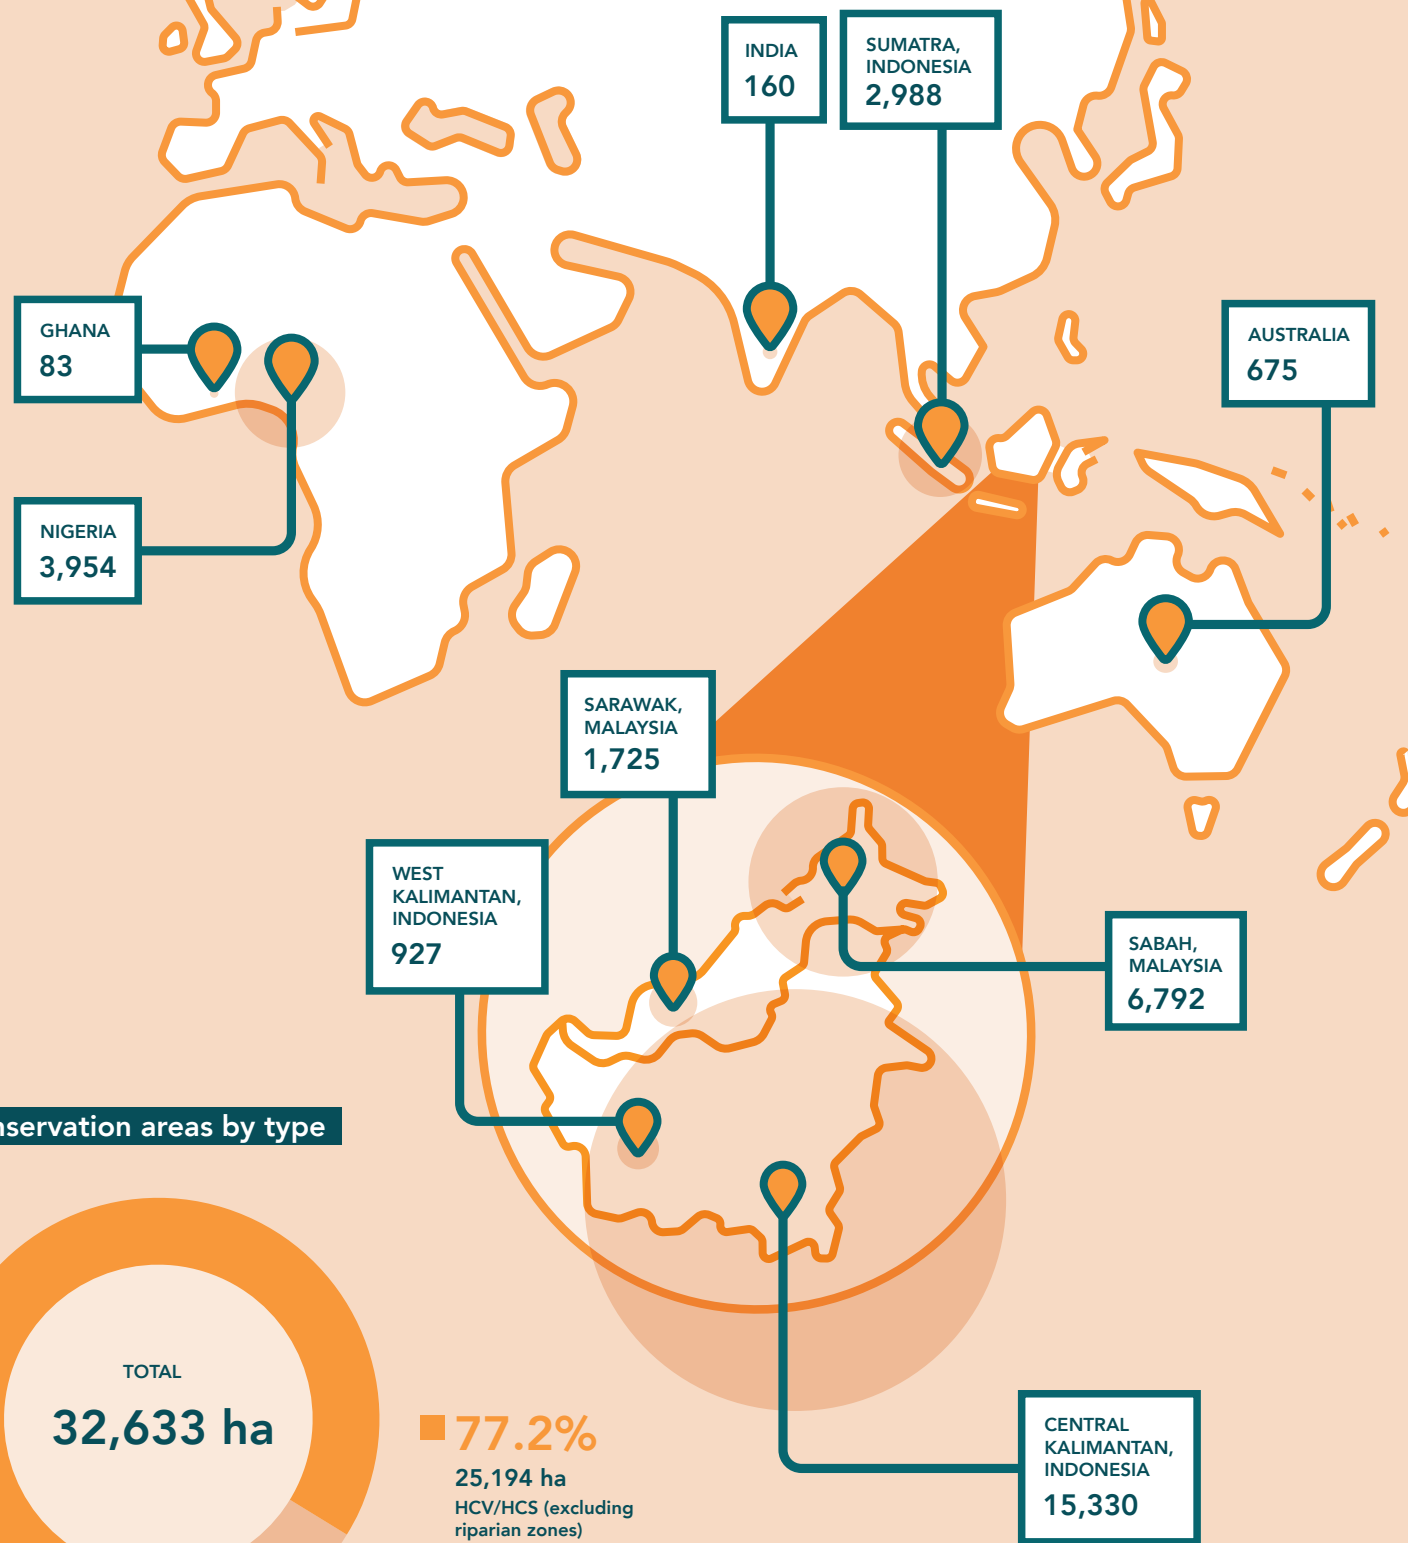 INDIA
160
SUMATRA,
INDONESIA
2,988
GHANA
83
AUSTRALIA
675
NIGERIA
3,954
SARAWAK,
MALAYSIA
1,725
WEST
KALIMANTAN,
INDONESIA
927
SABAH,
MALAYSIA
6,792
areas by type
TOTAL
32,633 ha
77.2%
25,194 ha
HCV/HCS (excluding
riparian zones)
CENTRAL
KALIMANTAN,
INDONESIA
15,330